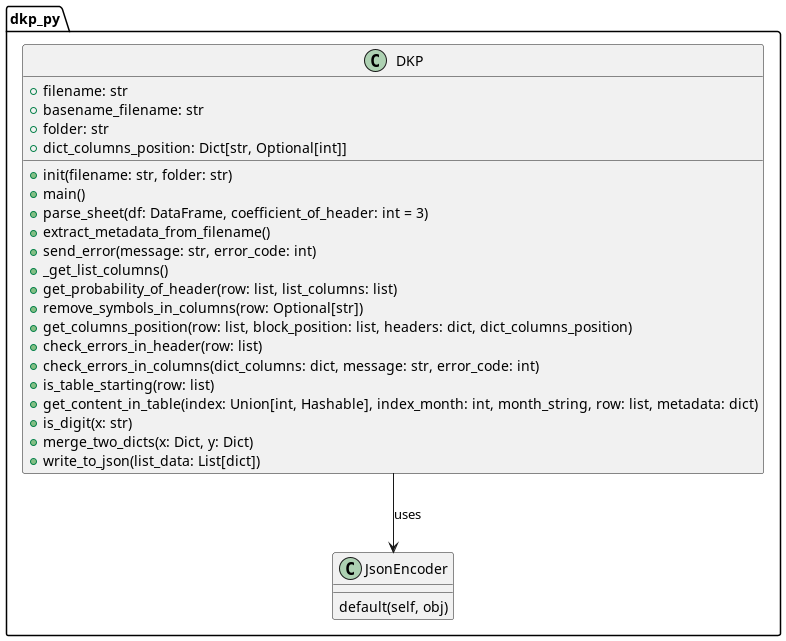 dkp_py
C DKP
filename: str
basename_filename: str
folder: str
dict_columns_position: Dict[str, Optional[int]]
init(filename: str, folder: str)
main()
parse_sheet(df: DataFrame, coefficient_of_header: int = 3)
extract_metadata_from_filename()
send_error(message: str, error_code: int)
_get_list_columns()
get_probability_of_header(row: list, list_columns: list)
remove_symbols_in_columns(row: Optional[str])
get_columns_position(row: list, block_position: list, headers: dict, dict_columns_position)
check_errors_in_header(row: list)
check_errors_in_columns(dict_columns: dict, message: str, error_code: int)
is_table_starting(row: list)
get_content_in_table(index: Union[int, Hashable], index_month: int, month_string, row: list, metadata: dict)
is_digit(x: str)
merge_two_dicts(x: Dict, y: Dict)
write_to_json(list_data: List[dict])
uses
C JsonEncoder
default(self, obj)